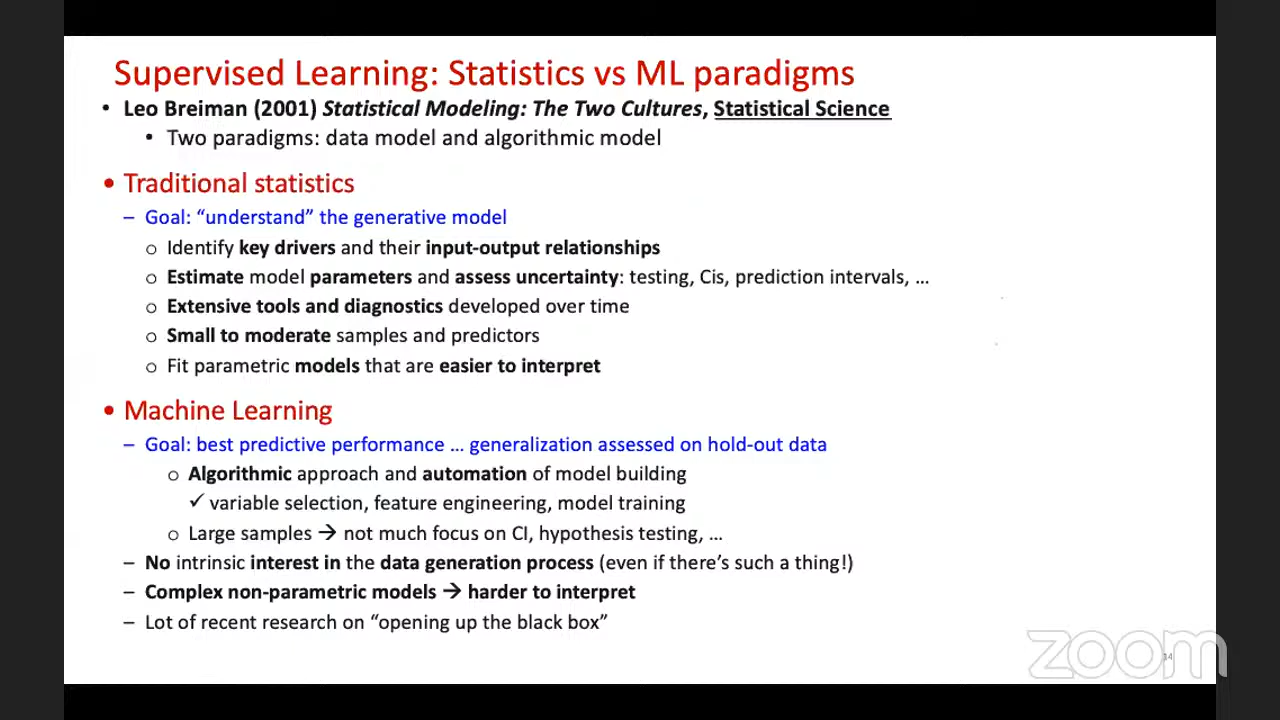 Supervised Learning: Statistics vs ML paradigms
• Leo Breiman (2001) Statistical Modeling: The Two Cultures, Statistical Science
• Two paradigms: data model and algorithmic model
• Traditional statistics
– Goal: “understand” the generative model
o Identify key drivers and their input-output relationships
o Estimate model parameters and assess uncertainty: testing, Cis, prediction intervals, …
o Extensive tools and diagnostics developed over time
o Small to moderate samples and predictors
o Fit parametric models that are easier to interpret
• Machine Learning
– Goal: best predictive performance … generalization assessed on hold-out data
o Algorithmic approach and automation of model building
✓ variable selection, feature engineering, model training
o Large samples → not much focus on CI, hypothesis testing, …
– No intrinsic interest in the data generation process (even if there’s such a thing!)
– Complex non-parametric models → harder to interpret
– Lot of recent research on “opening up the black box”
zoom
14